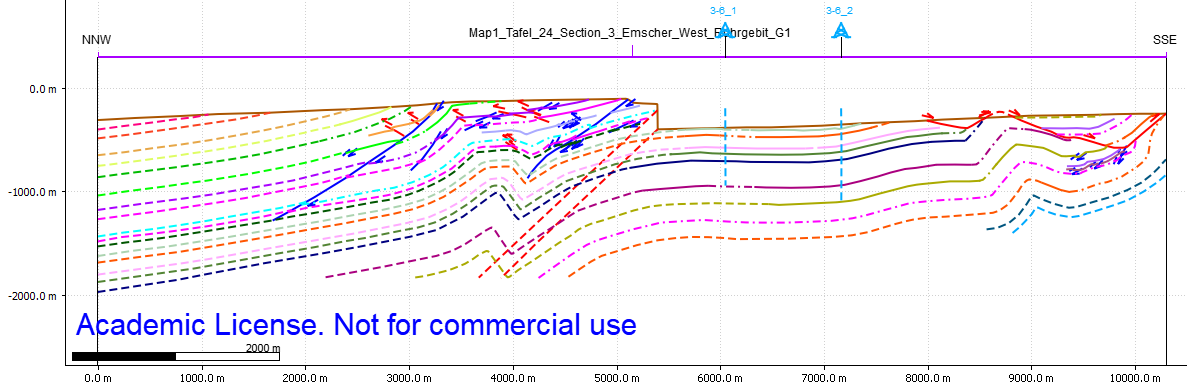 3-6_1
3-6_2
Map1_Tafel_24_Section_3_Emscher_West_Ruhrgebit_G1
NNW
SSE
0.0 m
-1000.0 m
-2000.0 m
Academic License. Not for commercial use
2000 m
0.0 m
1000.0 m
2000.0 m
3000.0 m
4000.0 m
5000.0 m
6000.0 m
7000.0 m
8000.0 m
9000.0 m
10000.0 m